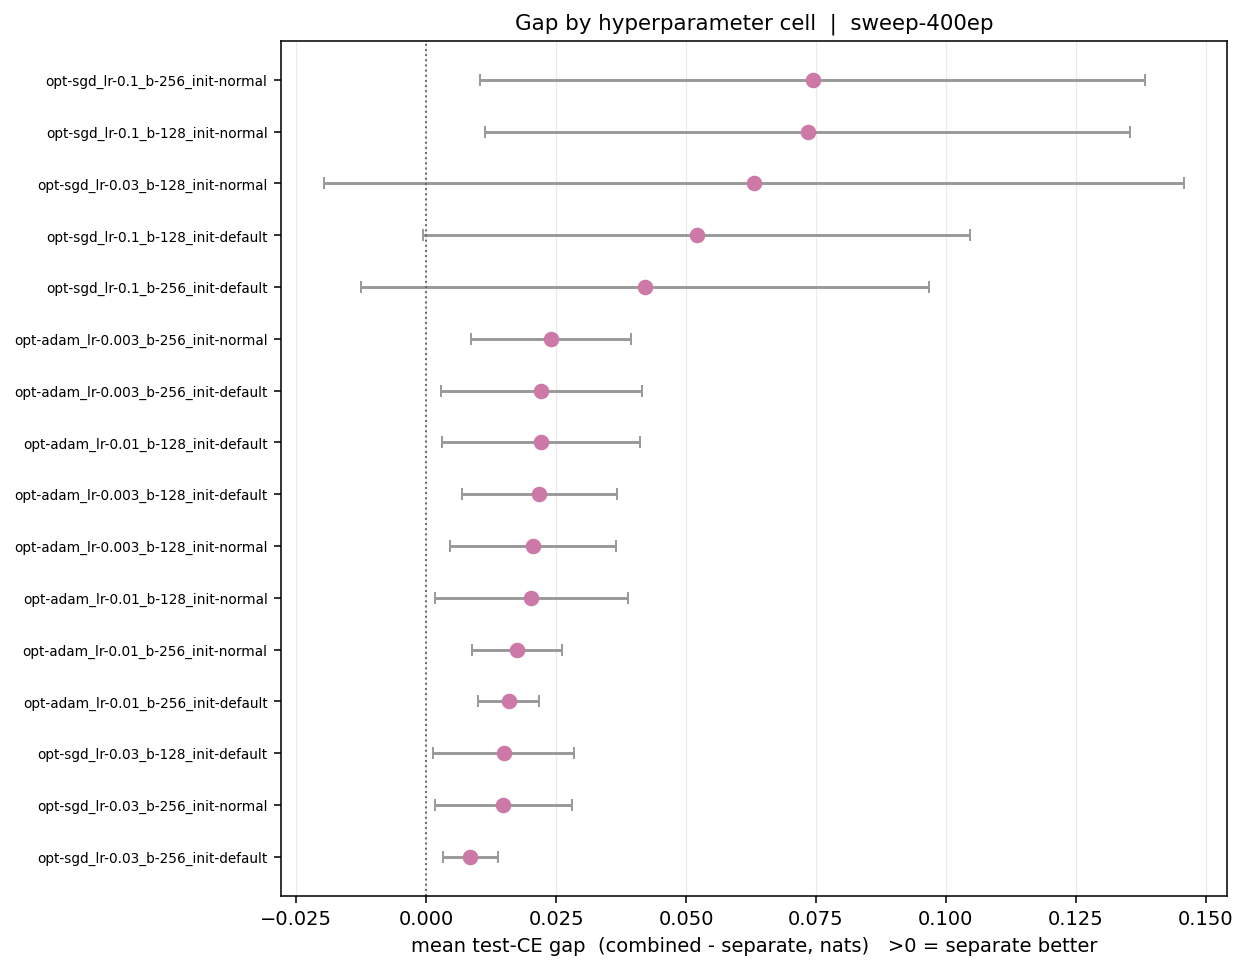 Gap by hyperparameter cell  |  sweep-400ep
opt-sgd_lr-0.1_b-256_init-normal
opt-sgd_lr-0.1_b-128_init-normal
opt-sgd_lr-0.03_b-128_init-normal
opt-sgd_lr-0.1_b-128_init-default
opt-sgd_lr-0.1_b-256_init-default
opt-adam_lr-0.003_b-256_init-normal
opt-adam_lr-0.003_b-256_init-default
opt-adam_lr-0.01_b-128_init-default
opt-adam_lr-0.003_b-128_init-default
opt-adam_lr-0.003_b-128_init-normal
opt-adam_lr-0.01_b-128_init-normal
opt-adam_lr-0.01_b-256_init-normal
opt-adam_lr-0.01_b-256_init-default
opt-sgd_lr-0.03_b-128_init-default
opt-sgd_lr-0.03_b-256_init-normal
opt-sgd_lr-0.03_b-256_init-default
−0.025 0.000 0.025 0.050 0.075 0.100 0.125 0.150
mean test-CE gap  (combined - separate, nats)   >0 = separate better